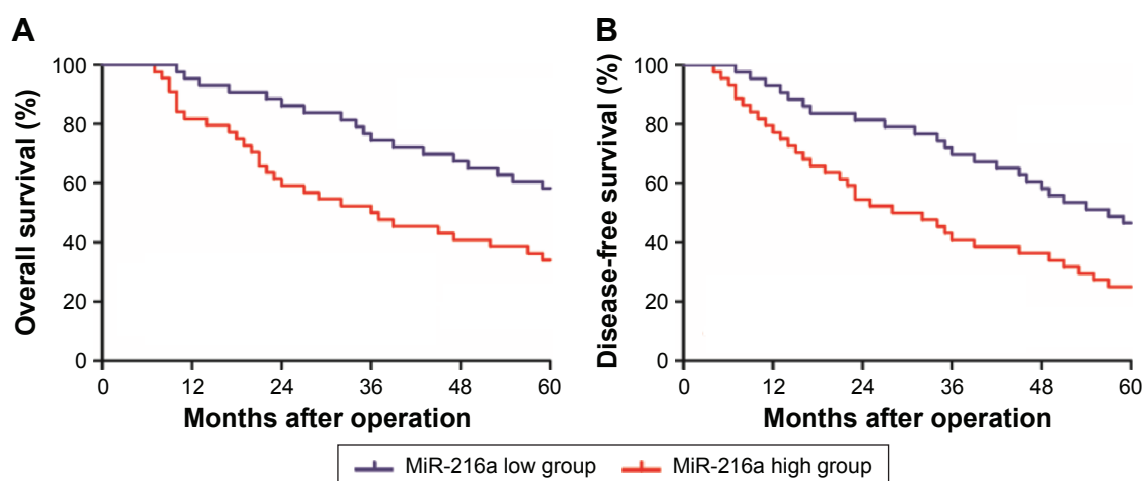 A
Overall survival (%)
100
80
60
40
20
0
0 12 24 36 48 60
Months after operation
B
Disease-free survival (%)
100
80
60
40
20
0
0 12 24 36 48 60
Months after operation
MiR-216a low group MiR-216a high group